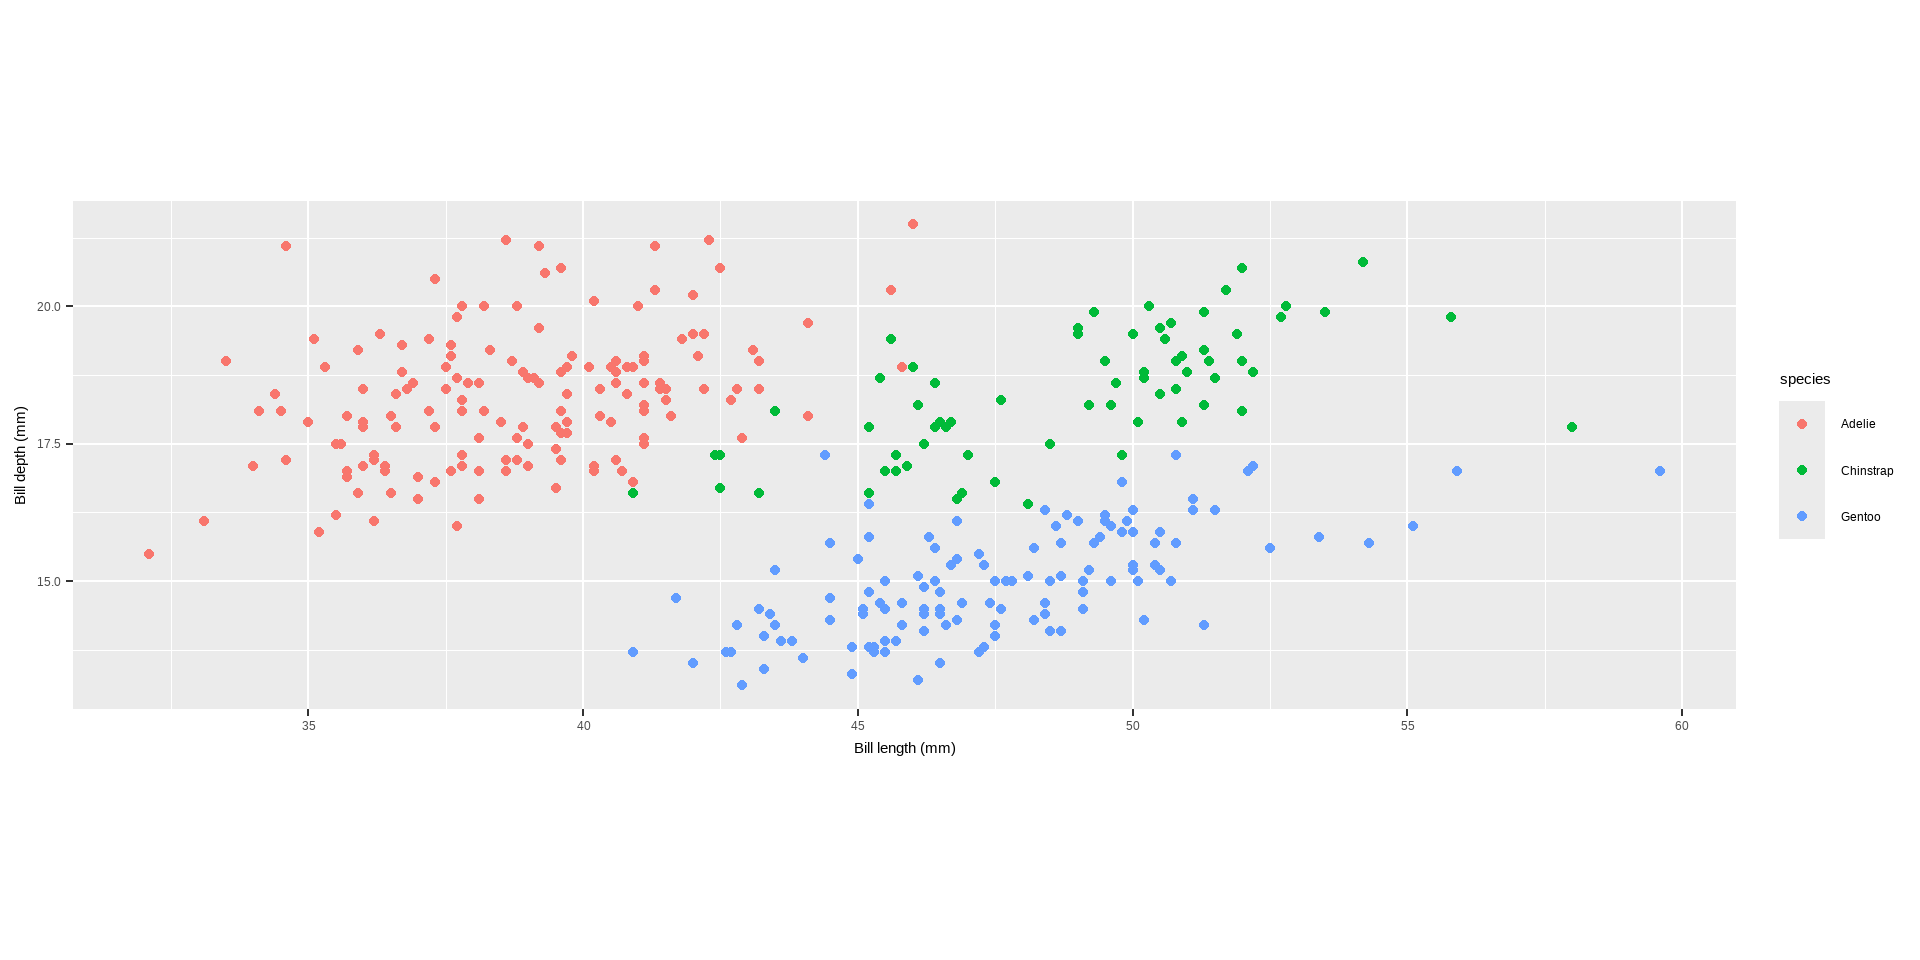 20.0
17.5
15.0
Bill depth (mm)
35 40 45 50 55 60
Bill length (mm)
species
Adelie
Chinstrap
Gentoo